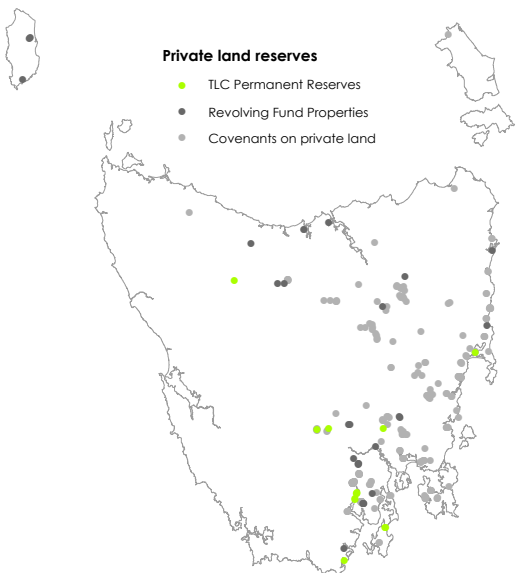 Private land reserves
TLC Permanent Reserves
Revolving Fund Properties
Covenants on private land